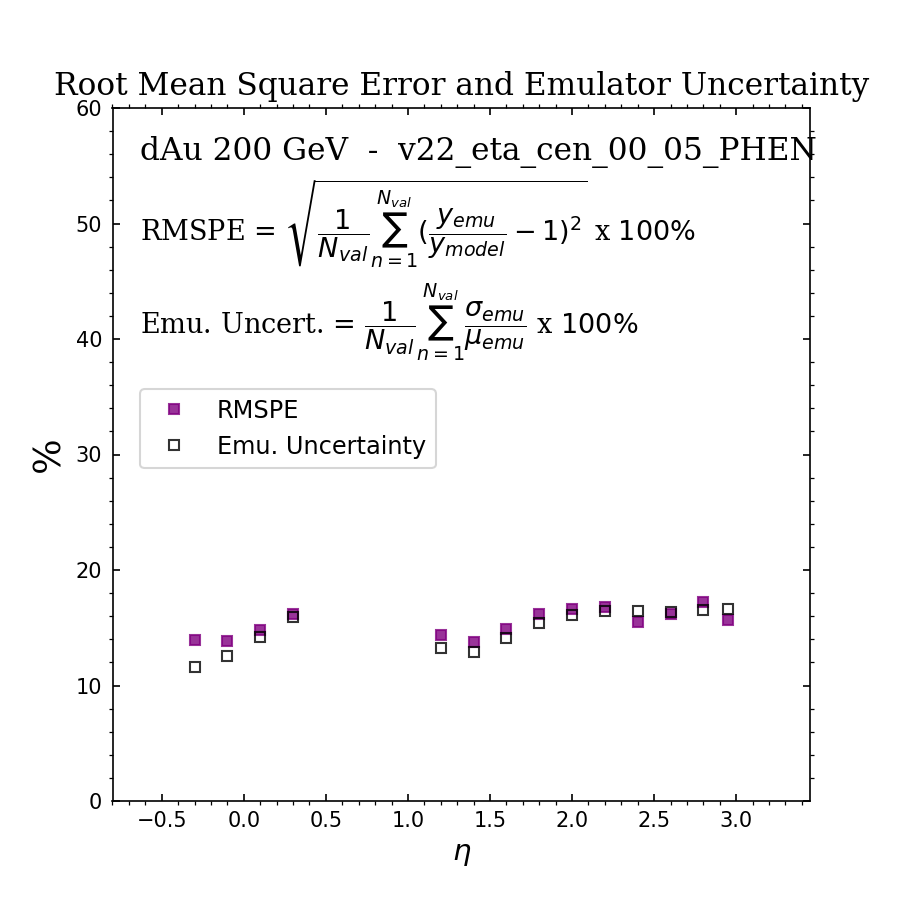 Root Mean Square Error and Emulator Uncertainty
dAu 200 GeV - v22_eta_cen_00_05_PHEN
RMSPE = √(1/N_val ∑_{n=1}^{N_val} (y_emu/y_model − 1)²) x 100%
Emu. Uncert. = 1/N_val ∑_{n=1}^{N_val} σ_emu/μ_emu x 100%
RMSPE
Emu. Uncertainty
%
60
50
40
30
20
10
0
−0.5 0.0 0.5 1.0 1.5 2.0 2.5 3.0
η